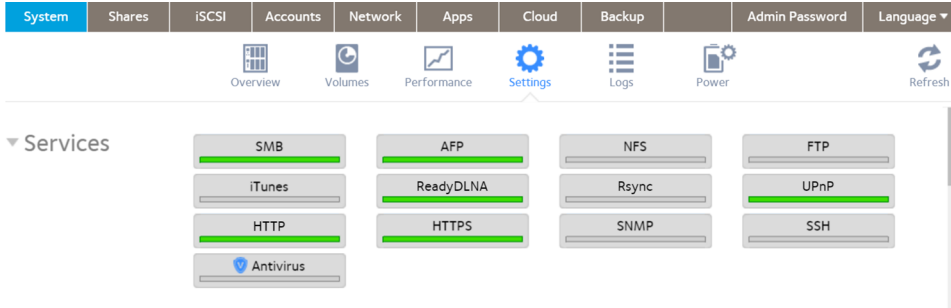 System Shares iSCSI Accounts Network Apps Cloud Backup Admin Password Language
Overview Volumes Performance Settings Logs Power Refresh
Services
SMB AFP NFS FTP
iTunes ReadyDLNA Rsync UPnP
HTTP HTTPS SNMP SSH
V Antivirus